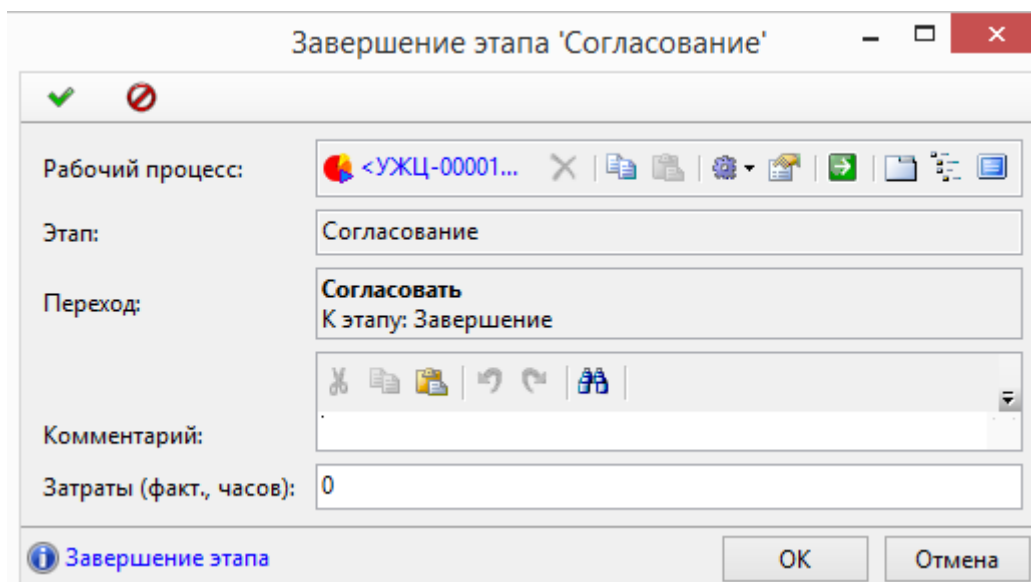 Завершение этапа 'Согласование'
Рабочий процесс: <УЖЦ-00001...
Этап: Согласование
Переход: Согласовать
К этапу: Завершение
Комментарий:
Затраты (факт., часов): 0
Завершение этапа OK Отмена